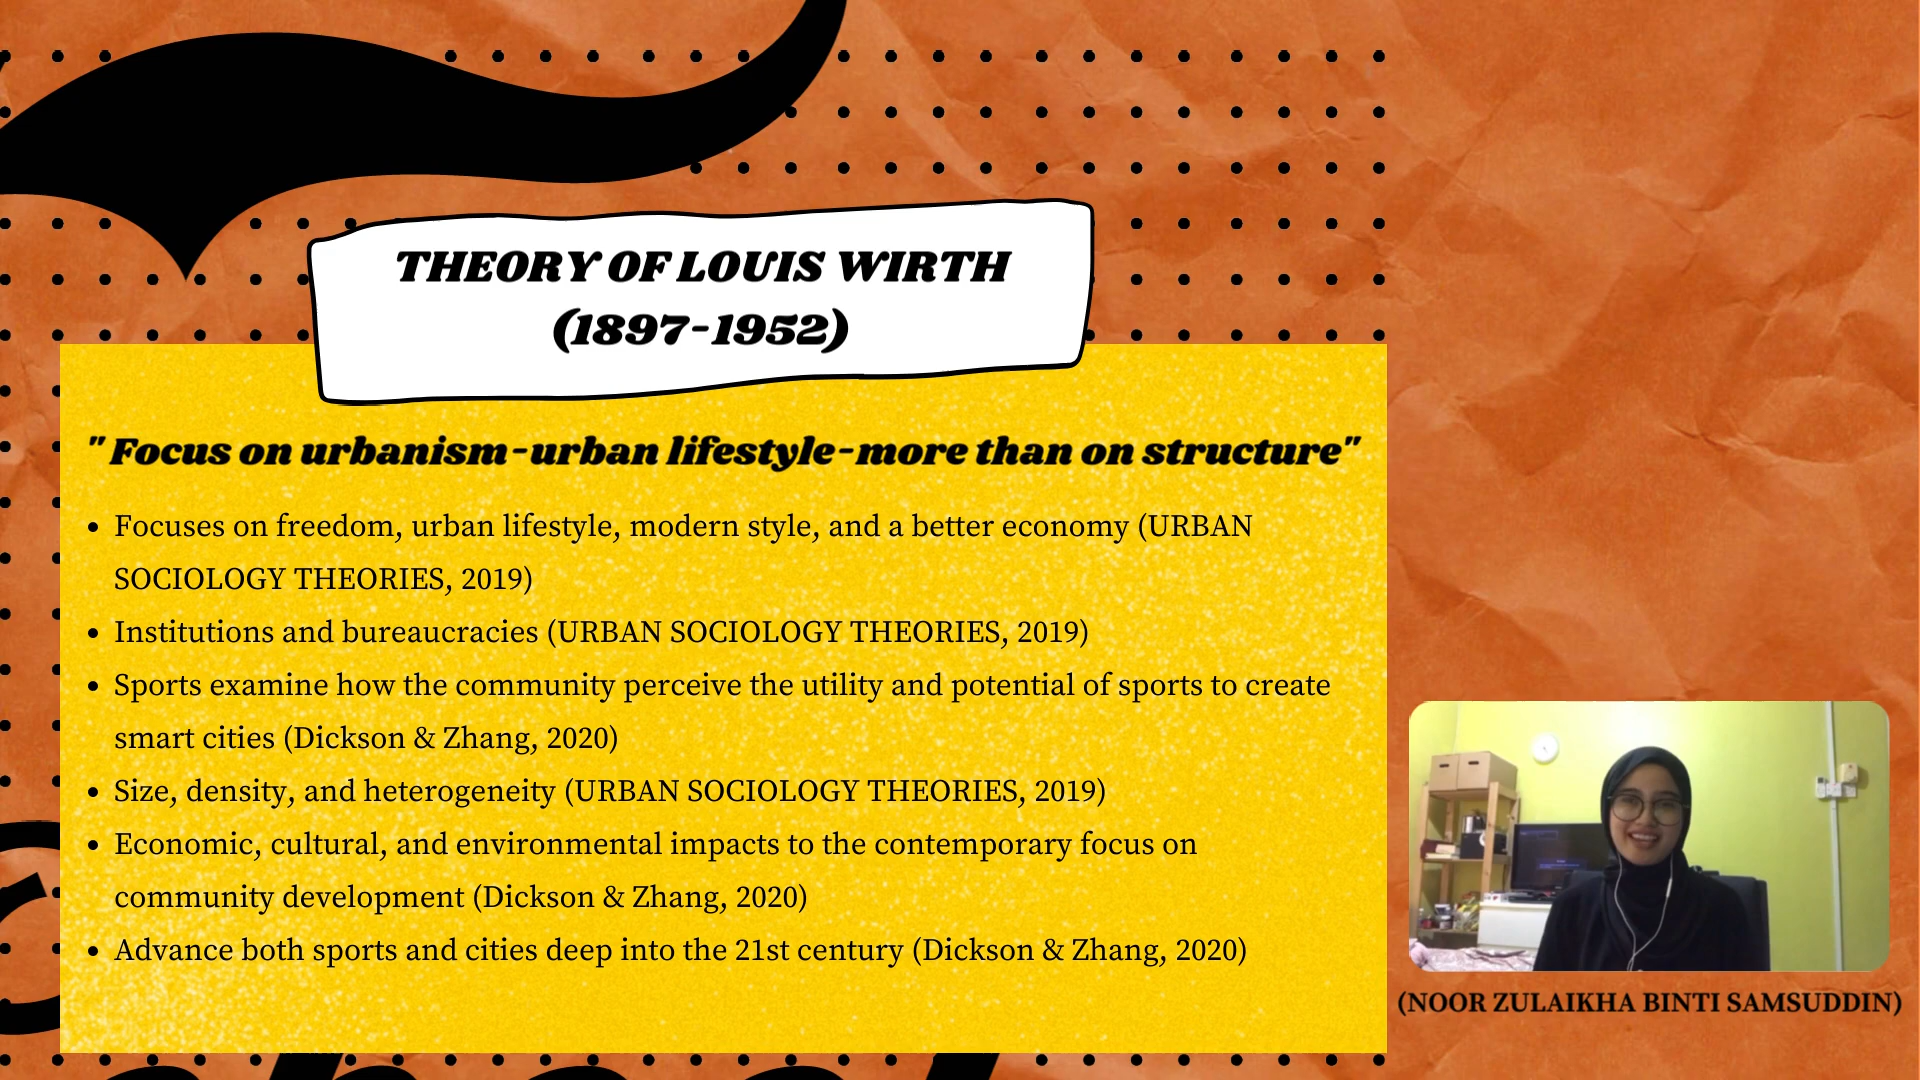 THEORY OF LOUIS WIRTH
(1897-1952)
" Focus on urbanism-urban lifestyle-more than on structure"
• Focuses on freedom, urban lifestyle, modern style, and a better economy (URBAN
SOCIOLOGY THEORIES, 2019)
• Institutions and bureaucracies (URBAN SOCIOLOGY THEORIES, 2019)
• Sports examine how the community perceive the utility and potential of sports to create
smart cities (Dickson & Zhang, 2020)
• Size, density, and heterogeneity (URBAN SOCIOLOGY THEORIES, 2019)
• Economic, cultural, and environmental impacts to the contemporary focus on
community development (Dickson & Zhang, 2020)
• Advance both sports and cities deep into the 21st century (Dickson & Zhang, 2020)
(NOOR ZULAIKHA BINTI SAMSUDDIN)